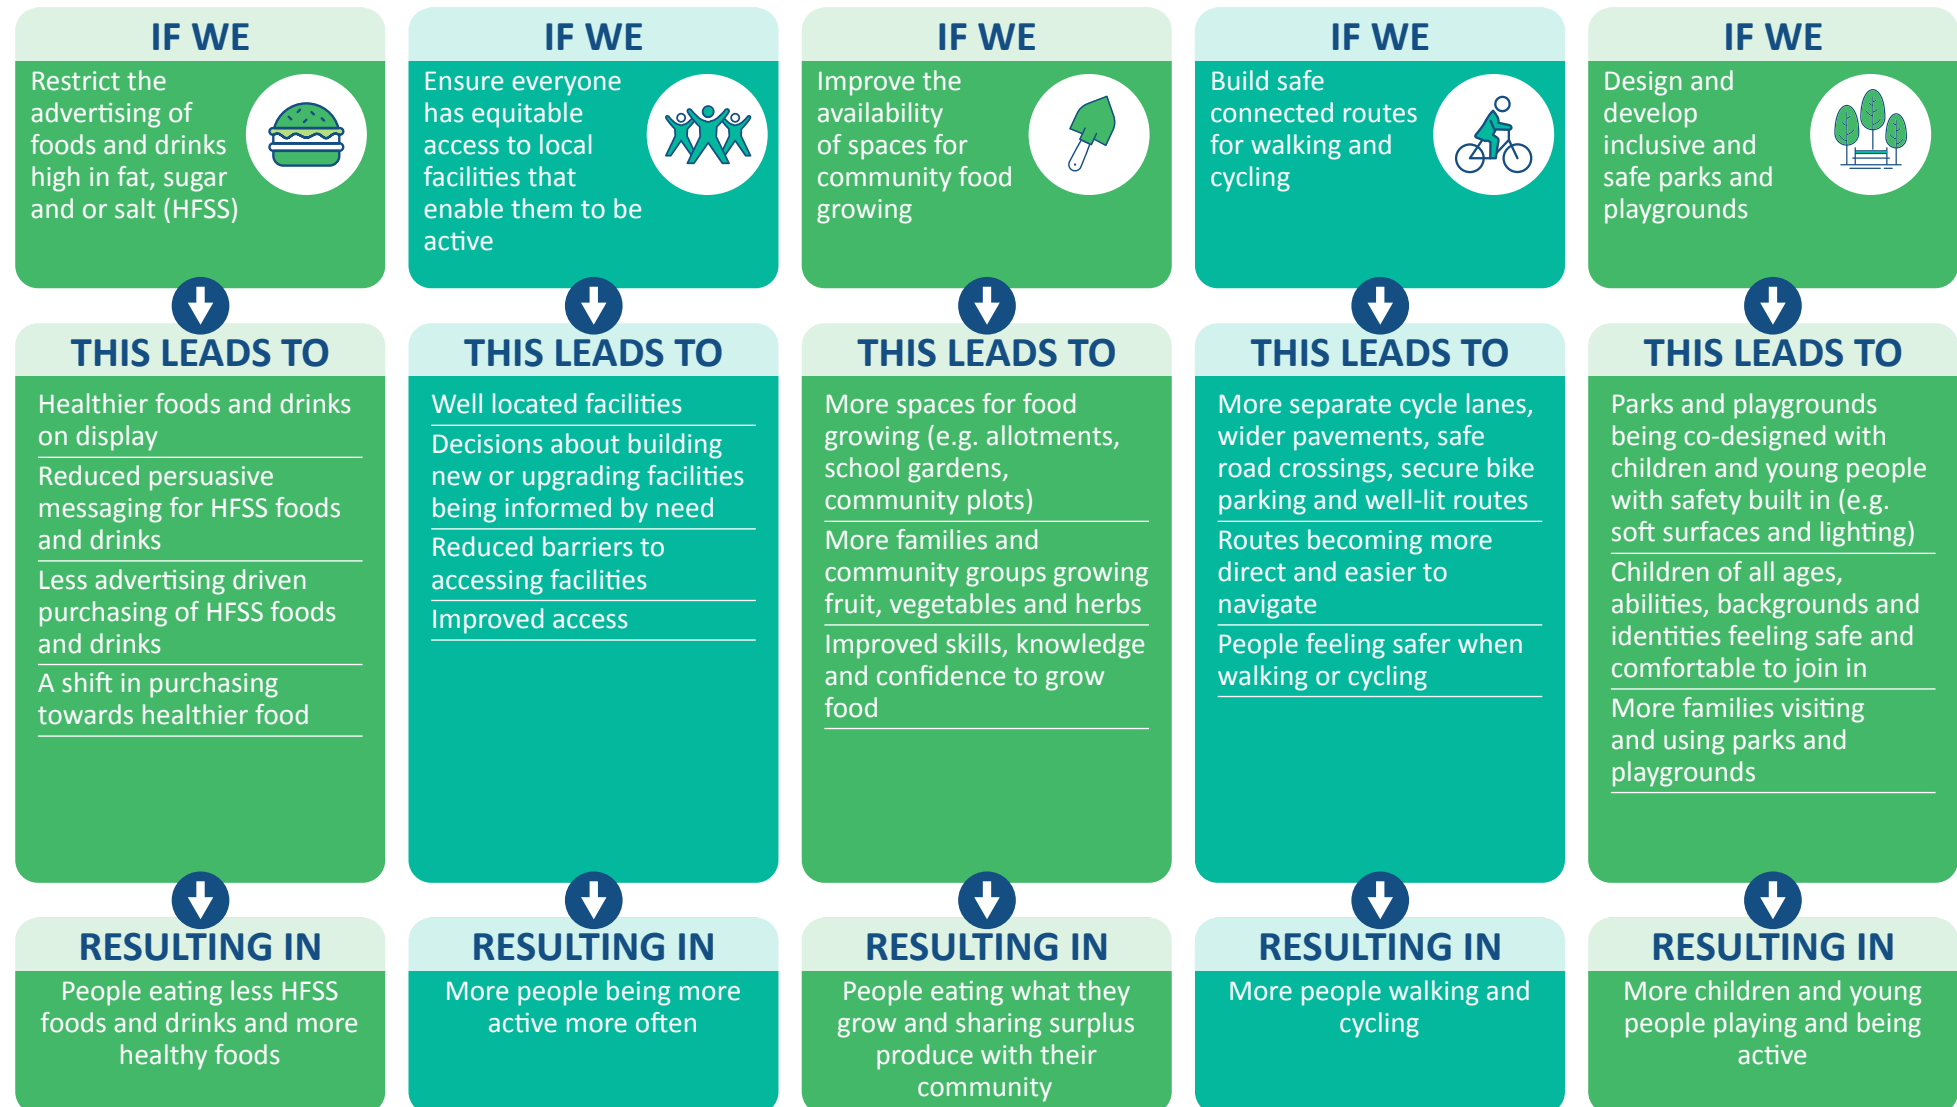 IF WE
Restrict the
advertising of
foods and drinks
high in fat, sugar
and or salt (HFSS)
THIS LEADS TO
Healthier foods and drinks
on display
Reduced persuasive
messaging for HFSS foods
and drinks
Less advertising driven
purchasing of HFSS foods
and drinks
A shift in purchasing
towards healthier food
RESULTING IN
People eating less HFSS
foods and drinks and more
healthy foods
IF WE
Ensure everyone
has equitable
access to local
facilities that
enable them to be
active
THIS LEADS TO
Well located facilities
Decisions about building
new or upgrading facilities
being informed by need
Reduced barriers to
accessing facilities
Improved access
RESULTING IN
More people being more
active more often
IF WE
Improve the
availability
of spaces for
community food
growing
THIS LEADS TO
More spaces for food
growing (e.g. allotments,
school gardens,
community plots)
More families and
community groups growing
fruit, vegetables and herbs
Improved skills, knowledge
and confidence to grow
food
RESULTING IN
People eating what they
grow and sharing surplus
produce with their
community
IF WE
Build safe
connected routes
for walking and
cycling
THIS LEADS TO
More separate cycle lanes,
wider pavements, safe
road crossings, secure bike
parking and well-lit routes
Routes becoming more
direct and easier to
navigate
People feeling safer when
walking or cycling
RESULTING IN
More people walking and
cycling
IF WE
Design and
develop
inclusive and
safe parks and
playgrounds
THIS LEADS TO
Parks and playgrounds
being co-designed with
children and young people
with safety built in (e.g.
soft surfaces and lighting)
Children of all ages,
abilities, backgrounds and
identities feeling safe and
comfortable to join in
More families visiting
and using parks and
playgrounds
RESULTING IN
More children and young
people playing and being
active